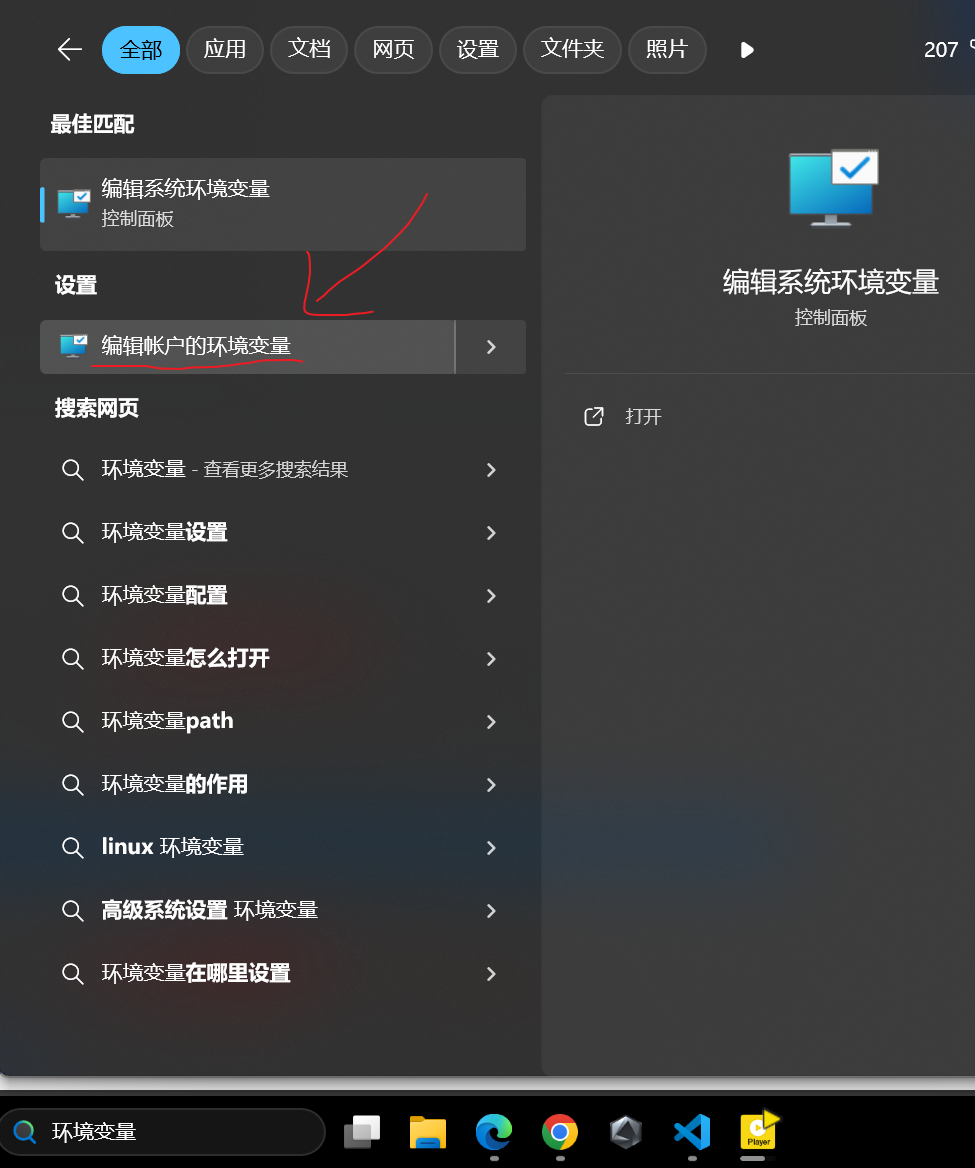 全部 应用 文档 网页 设置 文件夹 照片 207
最佳匹配
编辑系统环境变量
控制面板
设置
编辑帐户的环境变量
搜索网页
环境变量 - 查看更多搜索结果
环境变量设置
环境变量配置
环境变量怎么打开
环境变量path
环境变量的作用
linux 环境变量
高级系统设置 环境变量
环境变量在哪里设置
编辑系统环境变量
控制面板
打开
环境变量
Player